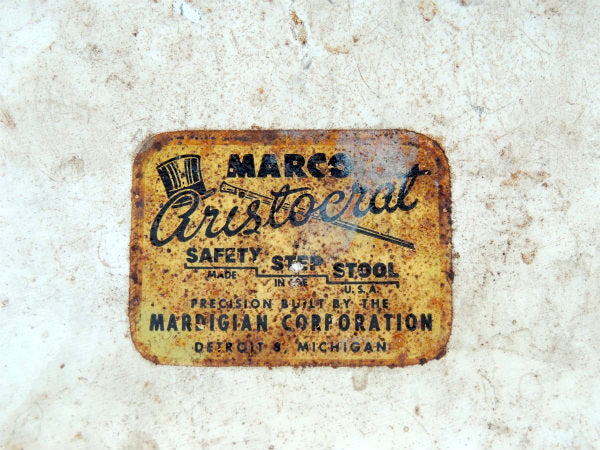 MARCO
Aristocrat
SAFETY STEP STOOL
MADE IN THE U.S.A.
PRECISION BUILT BY THE
MARDIGIAN CORPORATION
DETROIT 8, MICHIGAN